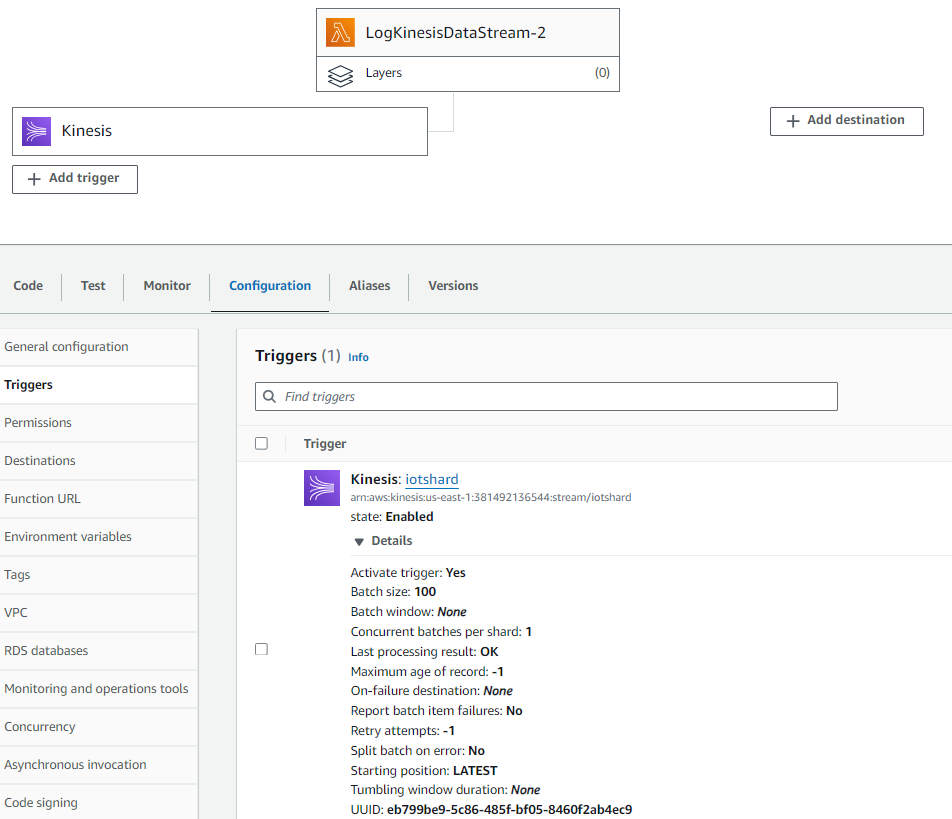 LogKinesisDataStream-2
Layers (0)
Kinesis
Add destination
Add trigger
Code Test Monitor Configuration Aliases Versions
General configuration
Triggers
Permissions
Destinations
Function URL
Environment variables
Tags
VPC
RDS databases
Monitoring and operations tools
Concurrency
Asynchronous invocation
Code signing
Triggers (1) Info
Find triggers
Trigger
Kinesis: iotshard
arn:aws:kinesis:us-east-1:381492136544:stream/iotshard
state: Enabled
Details
Activate trigger: Yes
Batch size: 100
Batch window: None
Concurrent batches per shard: 1
Last processing result: OK
Maximum age of record: -1
On-failure destination: None
Report batch item failures: No
Retry attempts: -1
Split batch on error: No
Starting position: LATEST
Tumbling window duration: None
UUID: eb799be9-5c86-485f-bf05-8460f2ab4ec9